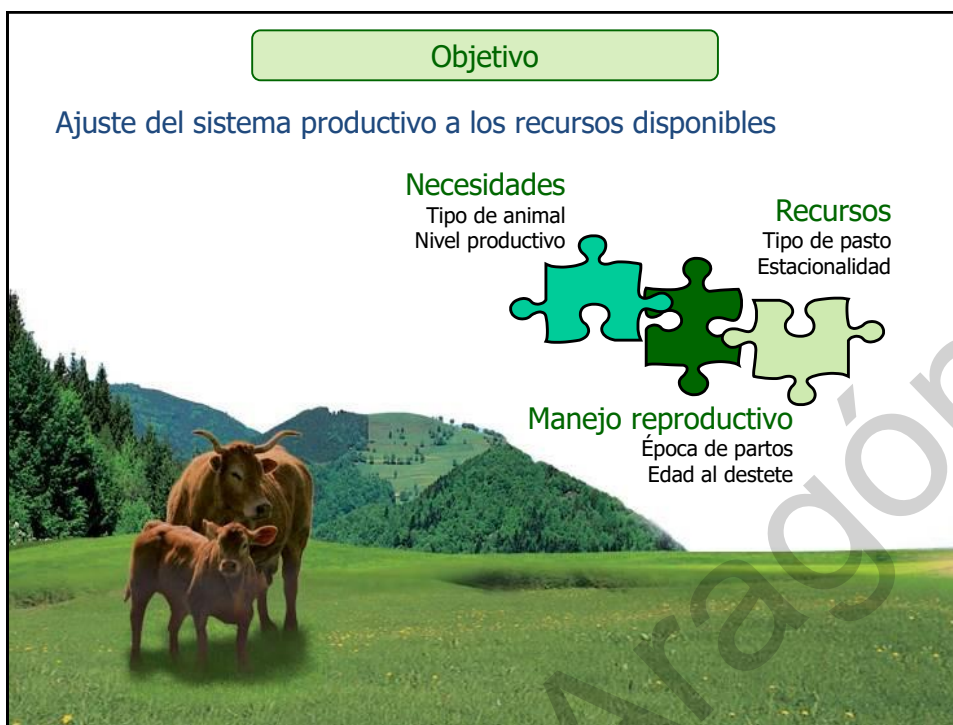 Objetivo
Ajuste del sistema productivo a los recursos disponibles
Necesidades
Tipo de animal
Nivel productivo
Recursos
Tipo de pasto
Estacionalidad
Manejo reproductivo
Época de partos
Edad al destete
Aragón